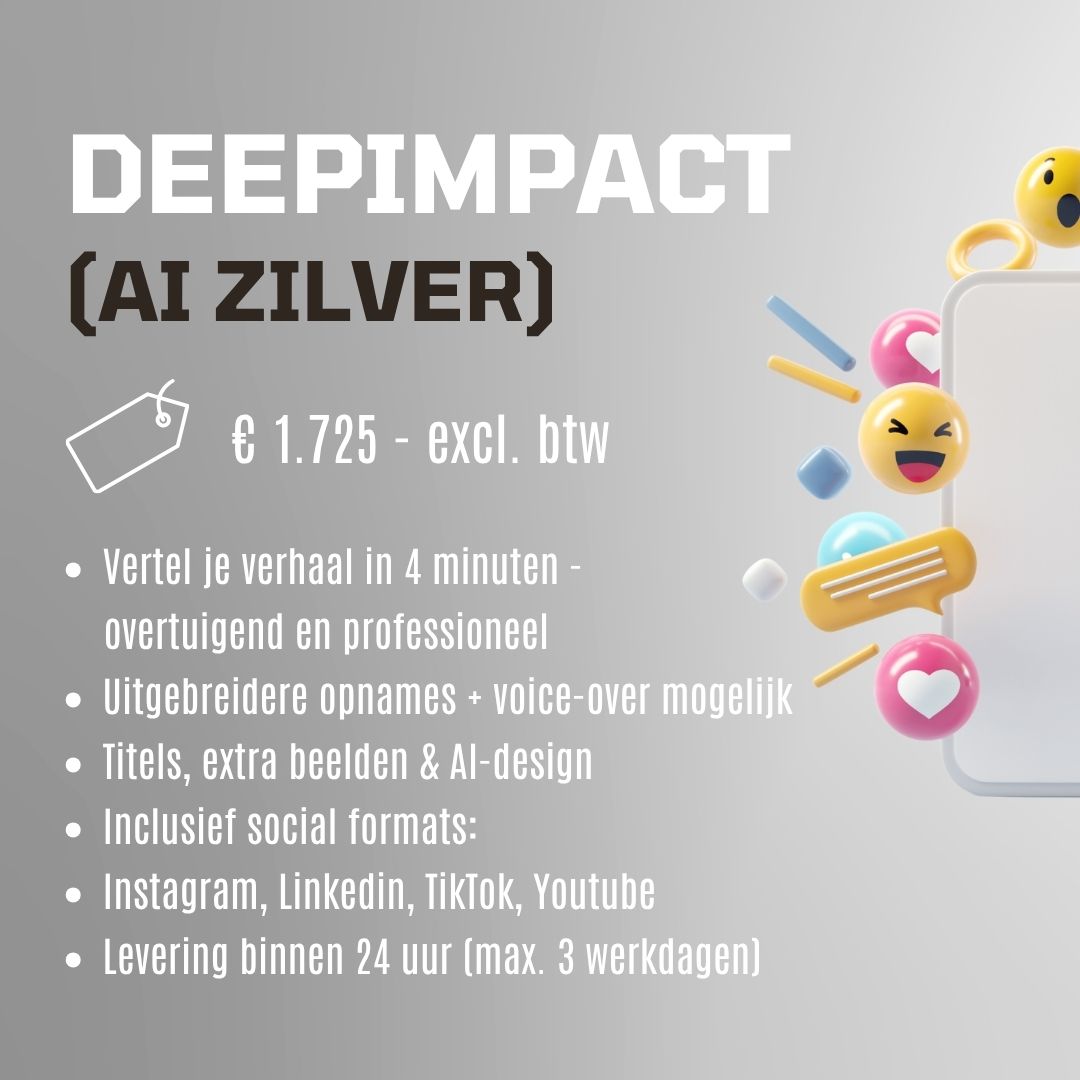 DEEPIMPACT
(AI ZILVER)
€ 1.725 - excl. btw
• Vertel je verhaal in 4 minuten -
overtuigend en professioneel
• Uitgebreidere opnames + voice-over mogelijk
• Titels, extra beelden & AI-design
• Inclusief social formats:
• Instagram, Linkedin, TikTok, Youtube
• Levering binnen 24 uur (max. 3 werkdagen)